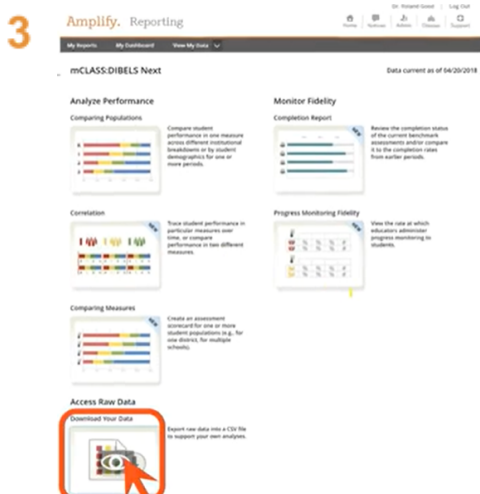 3
Amplify. Reporting
Log Out
Home
Admin
Support
My Reports My Dashboard View My Data
mCLASS:DIBELS Next
Data current as of 04/20/2018
Analyze Performance
Comparing Populations
Compare student
performance in one measure
across different institutional
breakdowns or by student
demographics for one or
more periods.
Correlation
Trace student performance in
particular measures over
time, or compare
performance in two different
measures.
Comparing Measures
Create an assessment
scorecard for one or more
student populations (e.g., for
one district, for multiple
schools).
Access Raw Data
Download Your Data
Export raw data into a CSV file
to support your own analyses.
Monitor Fidelity
Completion Report
NEW
Review the completion status
of the current benchmark
assessments and/or compare
it to the completion rates
from earlier periods.
Progress Monitoring Fidelity
NEW
View the rate at which
educators administer
progress monitoring to
students.